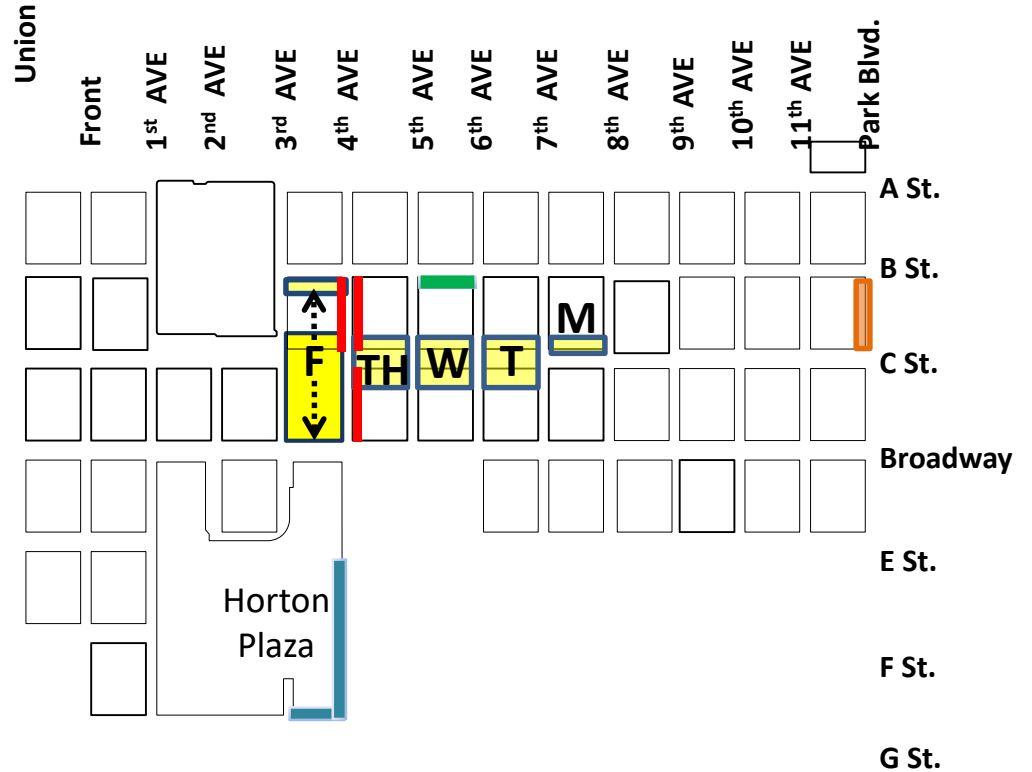 Union
Front
1st AVE
2nd AVE
3rd AVE
4th AVE
5th AVE
6th AVE
7th AVE
8th AVE
9th AVE
10th AVE
11th AVE
Park Blvd.
A St.
B St.
M
F
TH
W
T
C St.
Broadway
E St.
Horton
Plaza
F St.
G St.